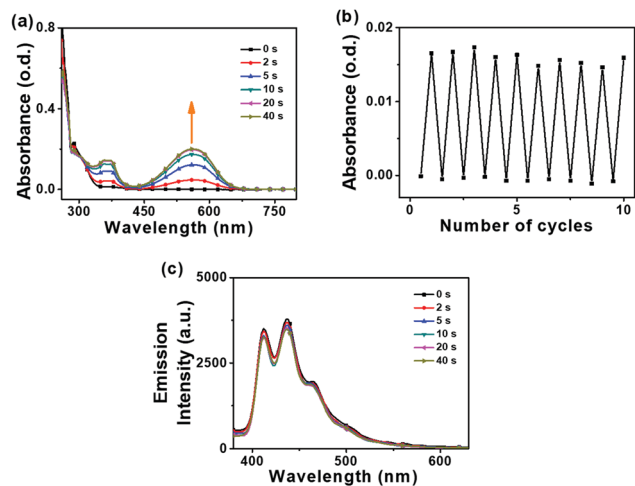 (a)
0.8
0.4
0.0
Absorbance (o.d.)
0 s
2 s
5 s
10 s
20 s
40 s
300 450 600 750
Wavelength (nm)
(b)
0.02
0.01
0.00
Absorbance (o.d.)
0 5 10
Number of cycles
(c)
5000
2500
0
Emission
Intensity (a.u.)
0 s
2 s
5 s
10 s
20 s
40 s
400 500 600
Wavelength (nm)